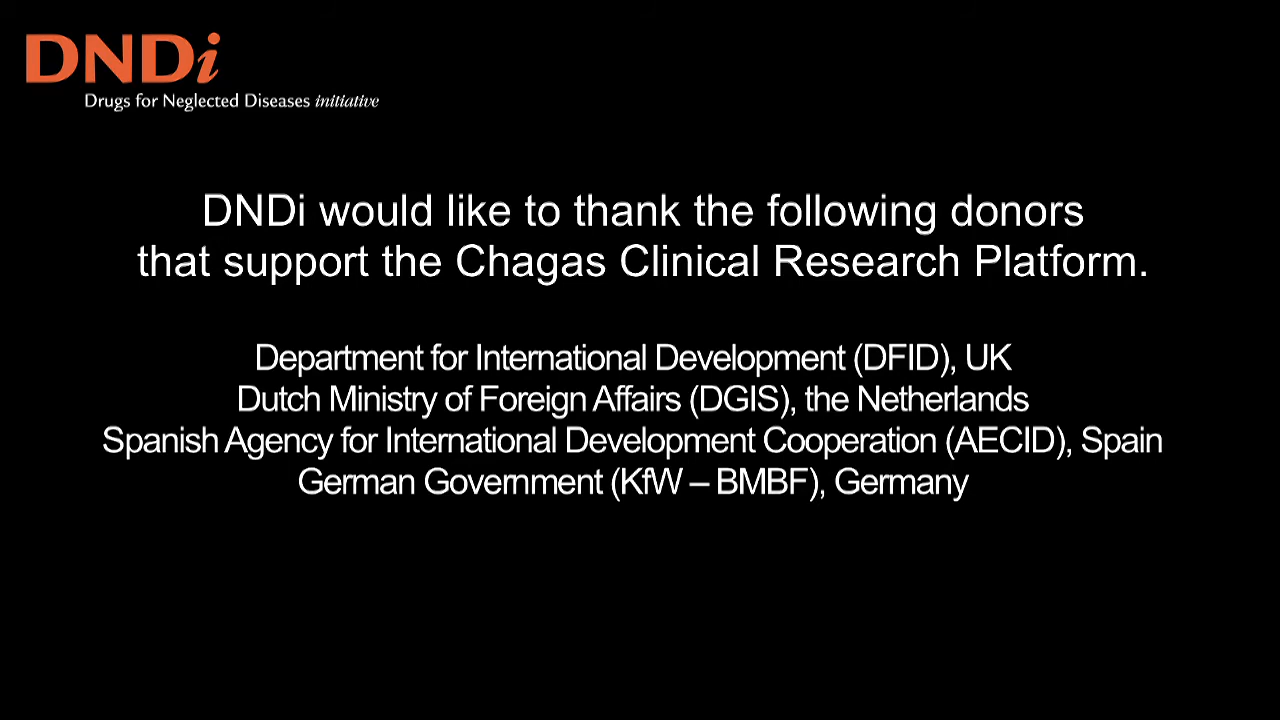 DNDi
Drugs for Neglected Diseases initiative
DNDi would like to thank the following donors
that support the Chagas Clinical Research Platform.
Department for International Development (DFID), UK
Dutch Ministry of Foreign Affairs (DGIS), the Netherlands
Spanish Agency for International Development Cooperation (AECID), Spain
German Government (KfW – BMBF), Germany